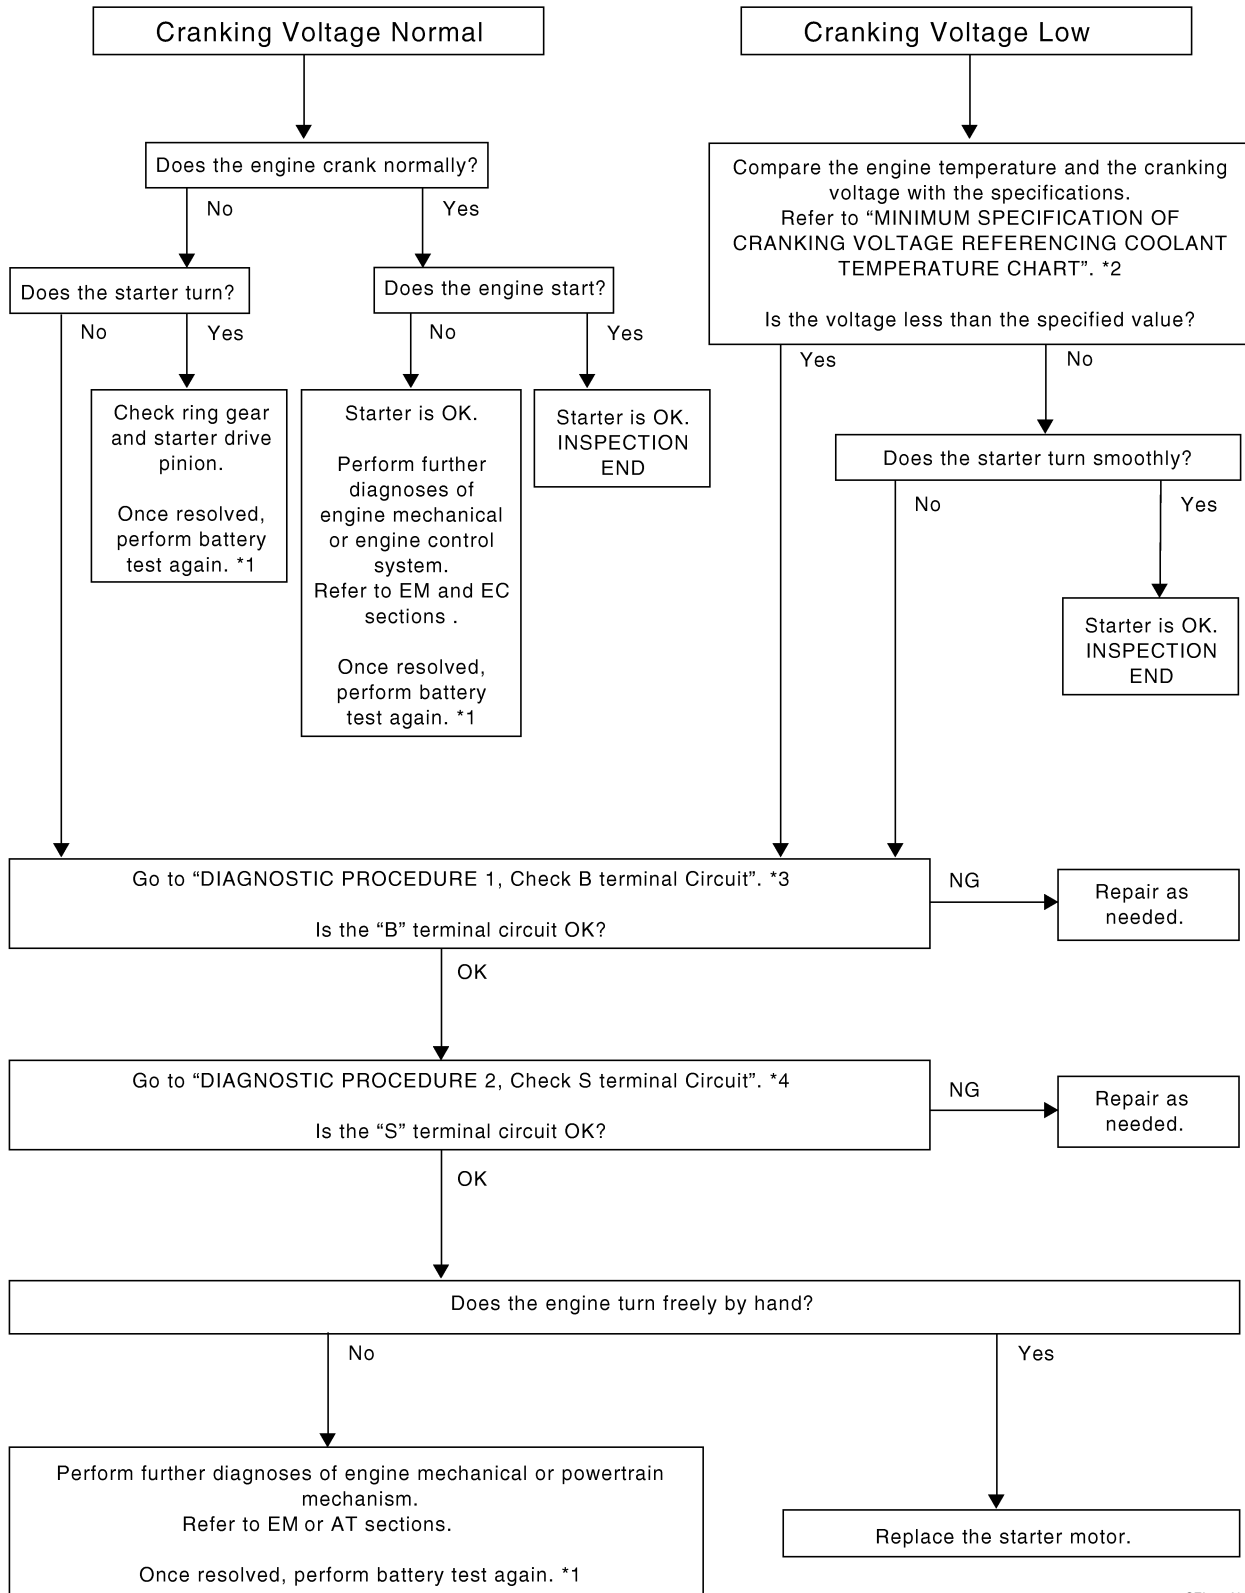 Cranking Voltage Normal
Cranking Voltage Low
Does the engine crank normally?
No
Yes
Does the starter turn?
No
Yes
Does the engine start?
No
Yes
Check ring gear
and starter drive
pinion.
Once resolved,
perform battery
test again. *1
Starter is OK.
Perform further
diagnoses of
engine mechanical
or engine control
system.
Refer to EM and EC
sections .
Once resolved,
perform battery
test again. *1
Starter is OK.
INSPECTION
END
Compare the engine temperature and the cranking
voltage with the specifications.
Refer to “MINIMUM SPECIFICATION OF
CRANKING VOLTAGE REFERENCING COOLANT
TEMPERATURE CHART”. *2
Is the voltage less than the specified value?
Yes
No
Does the starter turn smoothly?
No
Yes
Starter is OK.
INSPECTION
END
Go to “DIAGNOSTIC PROCEDURE 1, Check B terminal Circuit”. *3
Is the “B” terminal circuit OK?
NG
Repair as
needed.
OK
Go to “DIAGNOSTIC PROCEDURE 2, Check S terminal Circuit”. *4
Is the “S” terminal circuit OK?
NG
Repair as
needed.
OK
Does the engine turn freely by hand?
No
Yes
Perform further diagnoses of engine mechanical or powertrain
mechanism.
Refer to EM or AT sections.
Once resolved, perform battery test again. *1
Replace the starter motor.